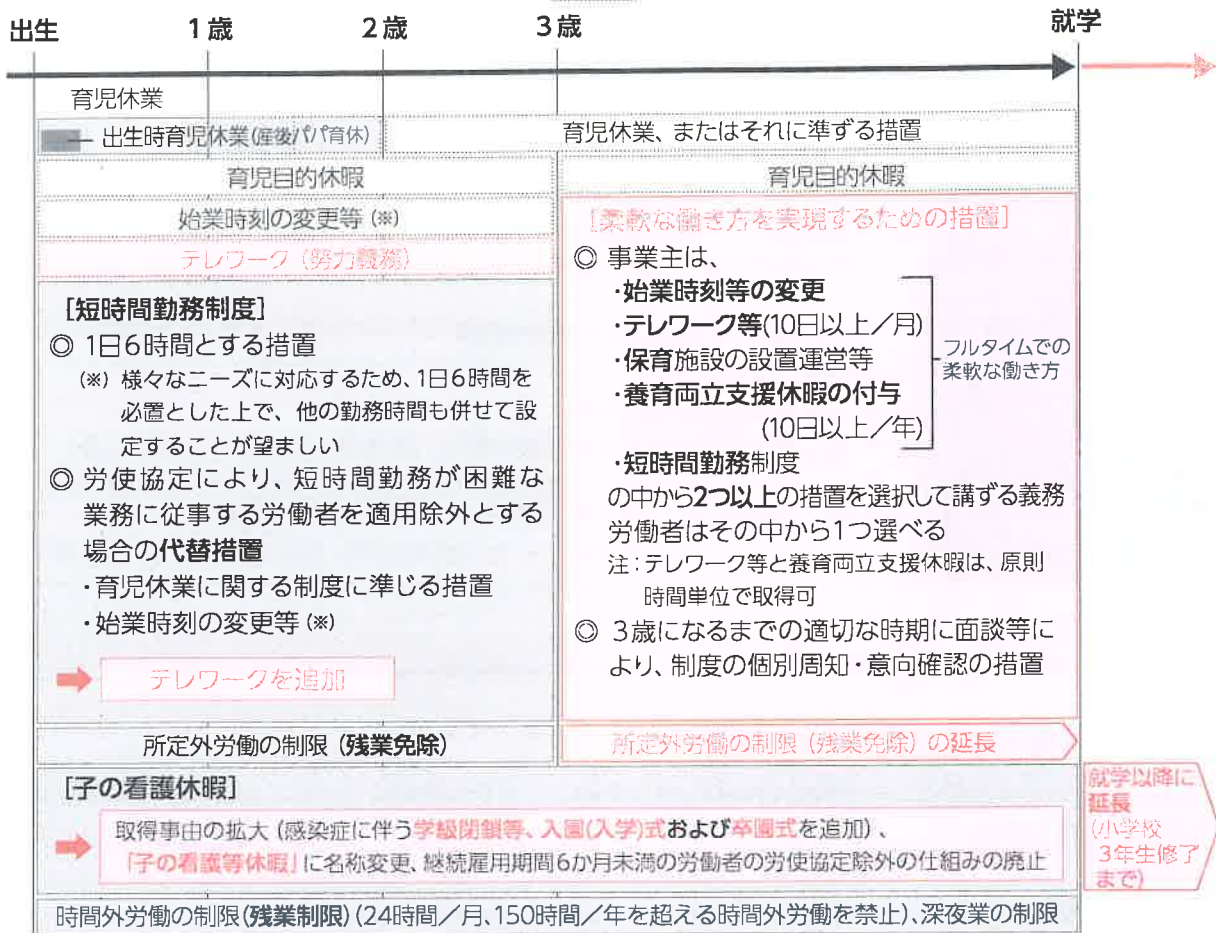 出生
1歳
2歳
3歳
就学
育児休業
出生時育児休業(産後パパ育休)
育児休業、またはそれに準ずる措置
育児目的休暇
育児目的休暇
始業時刻の変更等(※)
テレワーク(努力義務)
[短時間勤務制度]
◎ 1日6時間とする措置
(※) 様々なニーズに対応するため、1日6時間を
必置とした上で、他の勤務時間も併せて設
定することが望ましい
◎ 労使協定により、短時間勤務が困難な
業務に従事する労働者を適用除外とする
場合の代替措置
・育児休業に関する制度に準じる措置
・始業時刻の変更等(※)
テレワークを追加
[柔軟な働き方を実現するための措置]
◎ 事業主は、
・始業時刻等の変更
・テレワーク等(10日以上/月)
・保育施設の設置運営等
・養育両立支援休暇の付与
(10日以上/年)
フルタイムでの
柔軟な働き方
・短時間勤務制度
の中から2つ以上の措置を選択して講ずる義務
労働者はその中から1つ選べる
注:テレワーク等と養育両立支援休暇は、原則
時間単位で取得可
◎ 3歳になるまでの適切な時期に面談等に
より、制度の個別周知・意向確認の措置
所定外労働の制限(残業免除)
所定外労働の制限(残業免除)の延長
[子の看護休暇]
取得事由の拡大(感染症に伴う学級閉鎖等、入園(入学)式および卒園式を追加)、
「子の看護等休暇」に名称変更、継続雇用期間6か月未満の労働者の労使協定除外の仕組みの廃止
就学以降に
延長
(小学校
3年生修了
まで)
時間外労働の制限(残業制限)(24時間/月、150時間/年を超える時間外労働を禁止)、深夜業の制限